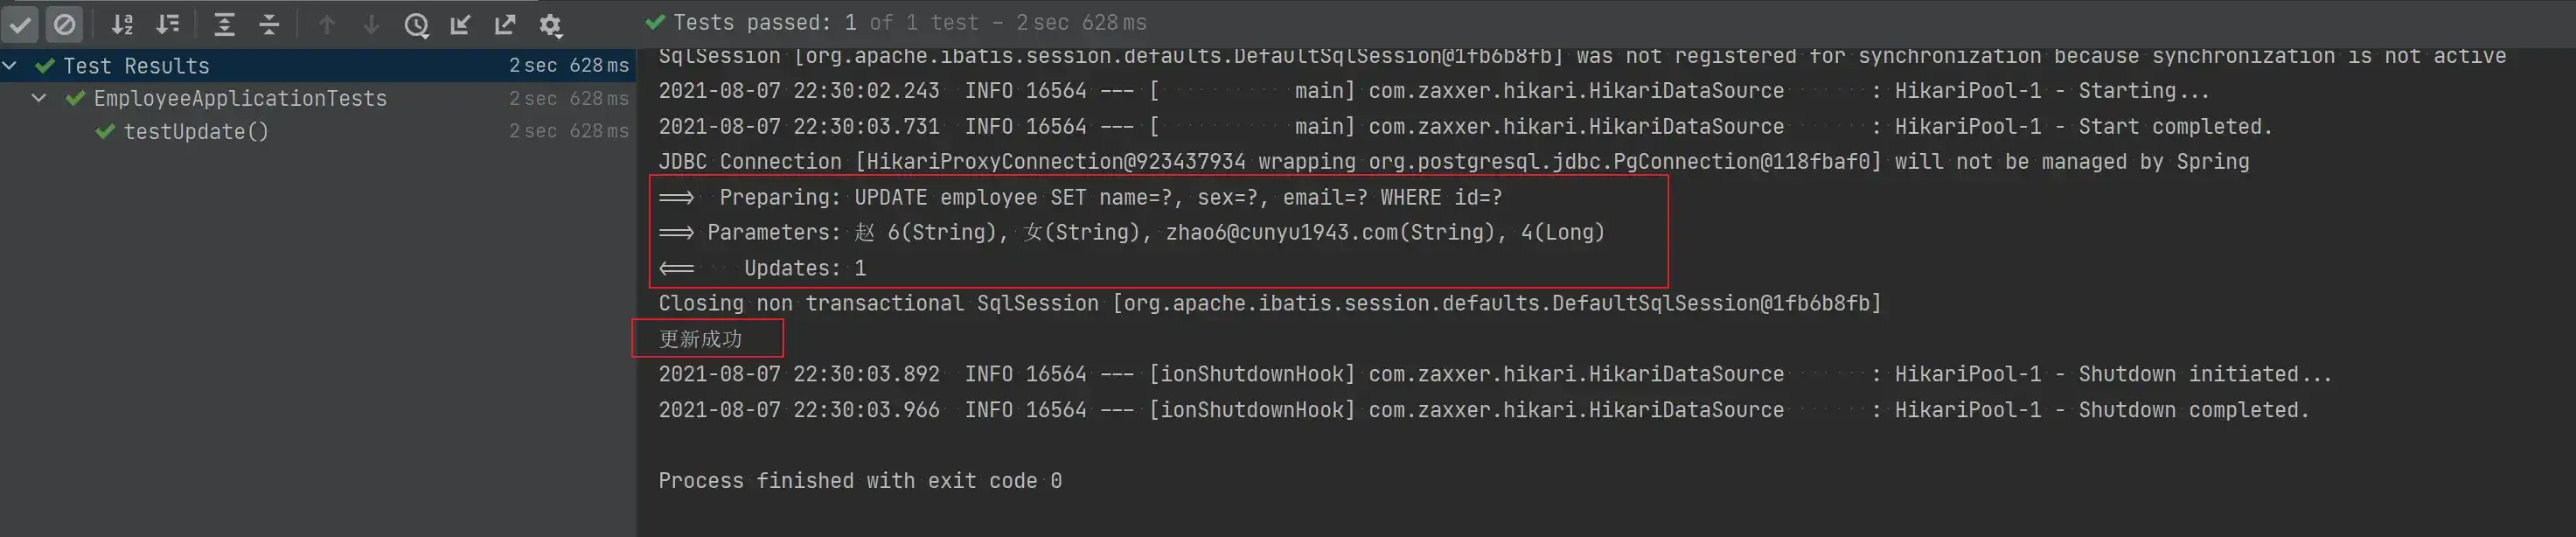 Tests passed: 1 of 1 test – 2 sec 628 ms
Test Results 2 sec 628 ms
EmployeeApplicationTests 2 sec 628 ms
testUpdate() 2 sec 628 ms
SqlSession [org.apache.ibatis.session.defaults.DefaultSqlSession@1fb6b8fb] was not registered for synchronization because synchronization is not active
2021-08-07 22:30:02.243  INFO 16564 --- [           main] com.zaxxer.hikari.HikariDataSource       : HikariPool-1 - Starting...
2021-08-07 22:30:03.731  INFO 16564 --- [           main] com.zaxxer.hikari.HikariDataSource       : HikariPool-1 - Start completed.
JDBC Connection [HikariProxyConnection@923437934 wrapping org.postgresql.jdbc.PgConnection@118fbaf0] will not be managed by Spring
==>  Preparing: UPDATE employee SET name=?, sex=?, email=? WHERE id=?
==> Parameters: 赵 6(String), 女(String), zhao6@cunyu1943.com(String), 4(Long)
<==    Updates: 1
Closing non transactional SqlSession [org.apache.ibatis.session.defaults.DefaultSqlSession@1fb6b8fb]
更新成功
2021-08-07 22:30:03.892  INFO 16564 --- [ionShutdownHook] com.zaxxer.hikari.HikariDataSource       : HikariPool-1 - Shutdown initiated...
2021-08-07 22:30:03.966  INFO 16564 --- [ionShutdownHook] com.zaxxer.hikari.HikariDataSource       : HikariPool-1 - Shutdown completed.
Process finished with exit code 0